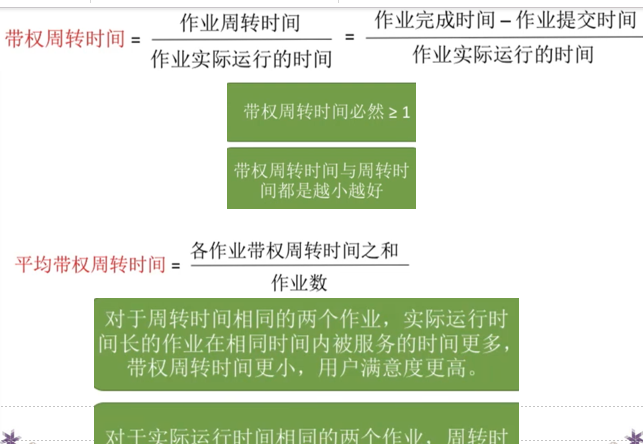 带权周转时间 = 作业周转时间 / 作业实际运行的时间 = 作业完成时间 – 作业提交时间 / 作业实际运行的时间
带权周转时间必然 ≥ 1
带权周转时间与周转时
间都是越小越好
平均带权周转时间 = 各作业带权周转时间之和 / 作业数
对于周转时间相同的两个作业，实际运行时
间长的作业在相同时间内被服务的时间更多，
带权周转时间更小，用户满意度更高。
对于实际运行时间相同的两个作业，周转时